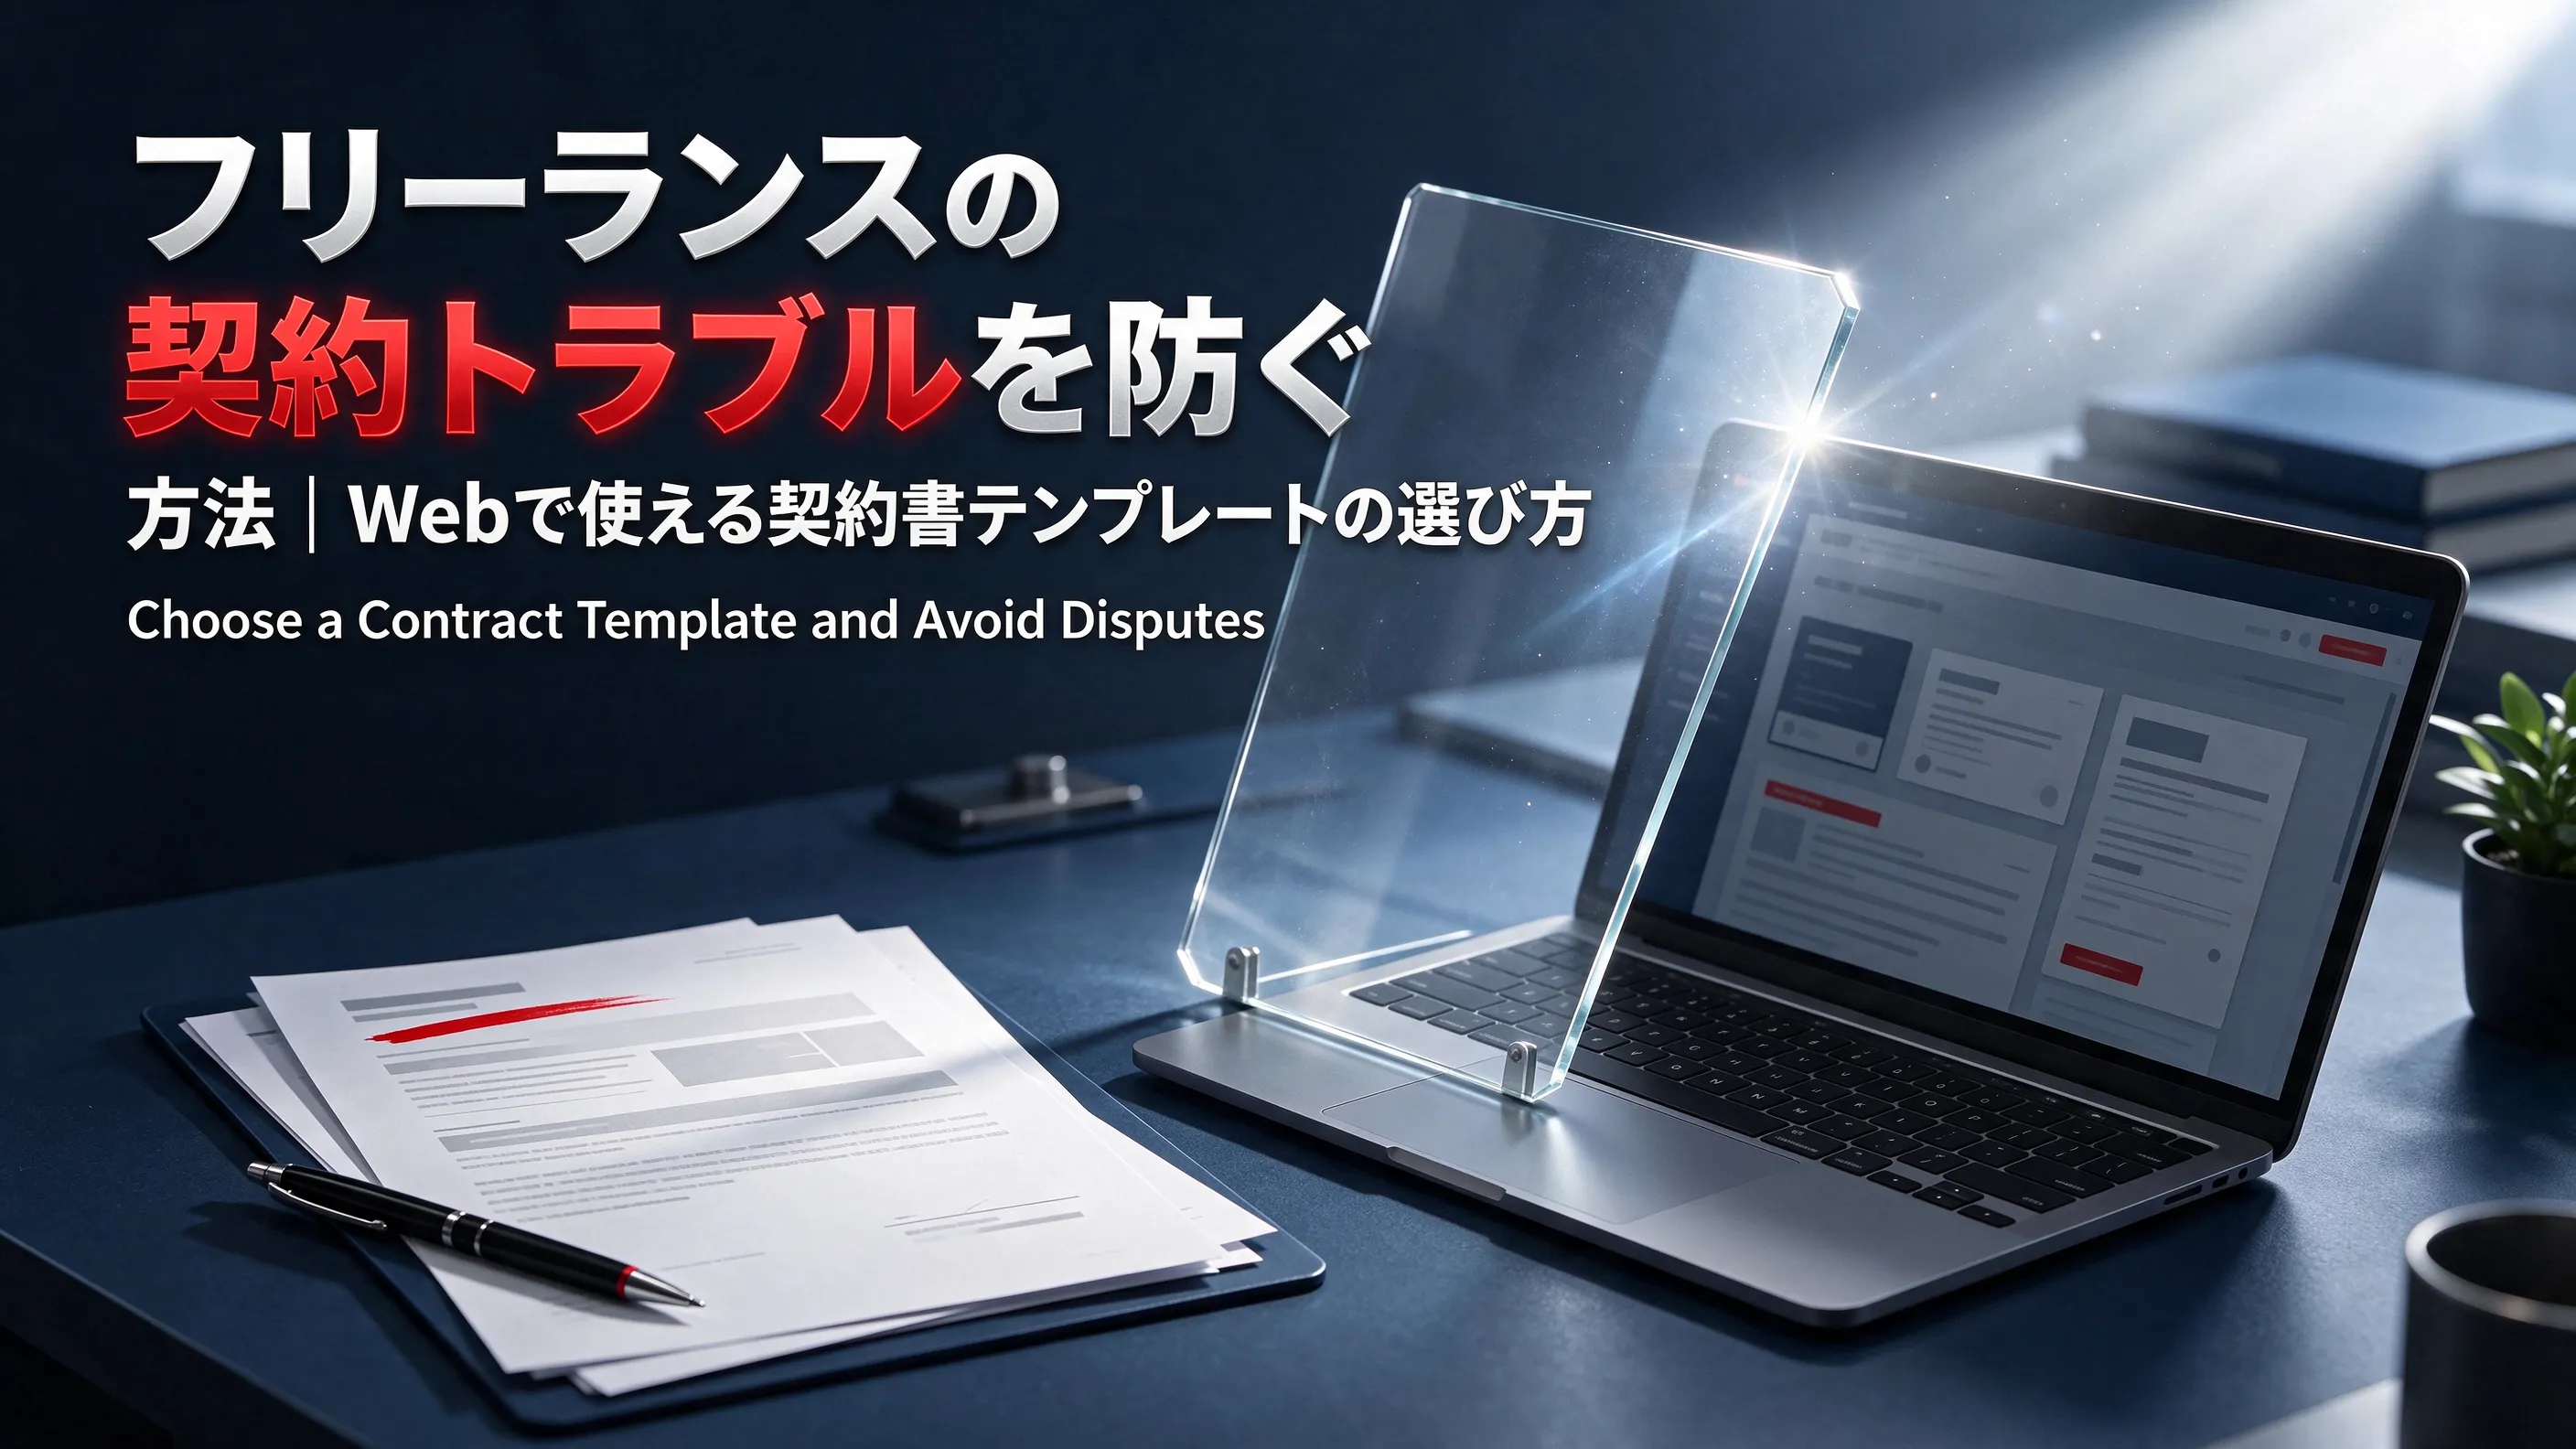 フリーランスの
契約トラブルを防ぐ
方法｜Webで使える契約書テンプレートの選び方
Choose a Contract Template and Avoid Disputes